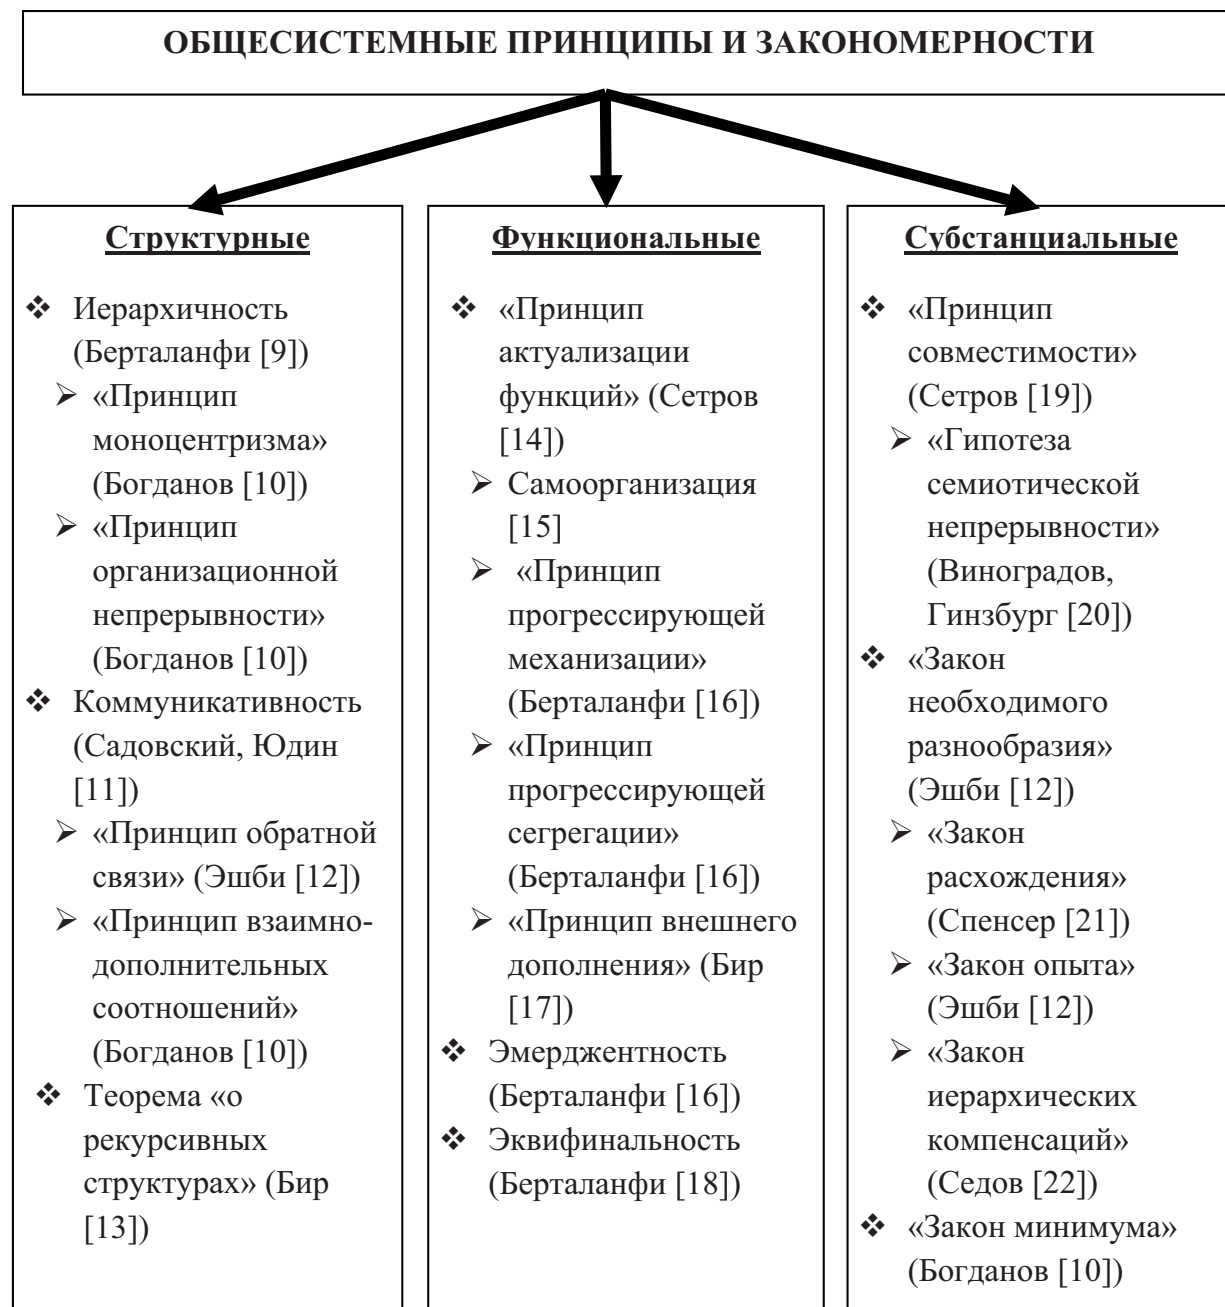 ОБЩЕСИСТЕМНЫЕ ПРИНЦИПЫ И ЗАКОНОМЕРНОСТИ
Структурные
❖ Иерархичность
(Берталанфи [9])
➢ «Принцип
моноцентризма»
(Богданов [10])
➢ «Принцип
организационной
непрерывности»
(Богданов [10])
❖ Коммуникативность
(Садовский, Юдин
[11])
➢ «Принцип обратной
связи» (Эшби [12])
➢ «Принцип взаимно-
дополнительных
соотношений»
(Богданов [10])
❖ Теорема «о
рекурсивных
структурах» (Бир
[13])
Функциональные
❖ «Принцип
актуализации
функций» (Сетров
[14])
➢ Самоорганизация
[15]
➢ «Принцип
прогрессирующей
механизации»
(Берталанфи [16])
➢ «Принцип
прогрессирующей
сегрегации»
(Берталанфи [16])
➢ «Принцип внешнего
дополнения» (Бир
[17])
❖ Эмерджентность
(Берталанфи [16])
❖ Эквифинальность
(Берталанфи [18])
Субстанциальные
❖ «Принцип
совместимости»
(Сетров [19])
➢ «Гипотеза
семиотической
непрерывности»
(Виноградов,
Гинзбург [20])
❖ «Закон
необходимого
разнообразия»
(Эшби [12])
➢ «Закон
расхождения»
(Спенсер [21])
➢ «Закон опыта»
(Эшби [12])
➢ «Закон
иерархических
компенсаций»
(Седов [22])
❖ «Закон минимума»
(Богданов [10])